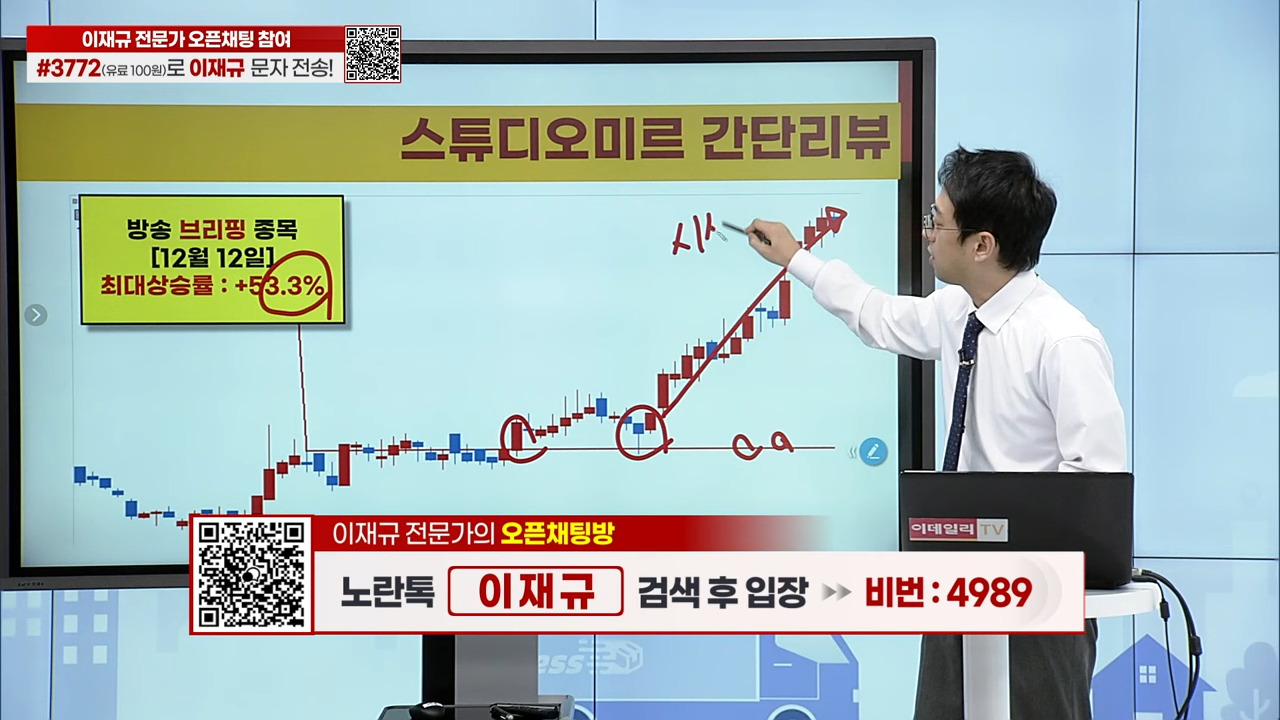 이재규 전문가 오픈채팅 참여
#3772(유료 100원)로 이재규 문자 전송!
스튜디오미르 간단리뷰
방송 브리핑 종목
[12월 12일]
최대상승률 : +53.3%
이데일리 TV
이재규 전문가의 오픈채팅방
노란톡 이재규 검색 후 입장 비번 : 4989
ess